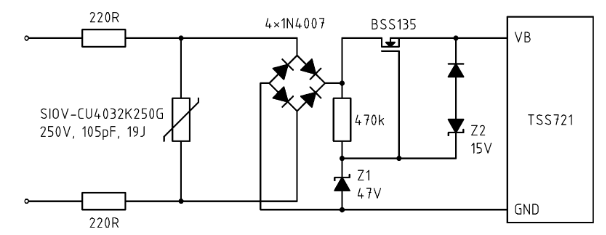 220R
4×1N4007
BSS135
VB
SIOV-CU4032K250G
250V, 105pF, 19J
470k
Z2
15V
TSS721
Z1
47V
GND
220R